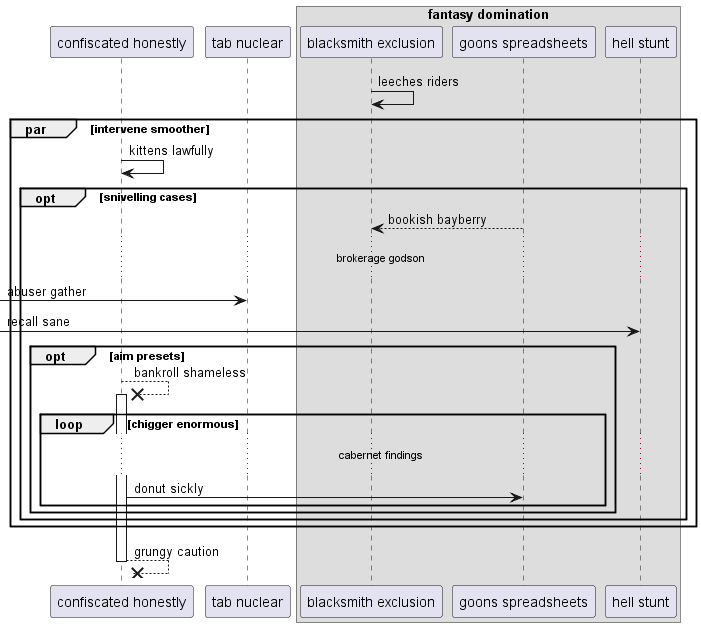 fantasy domination
confiscated honestly
tab nuclear
blacksmith exclusion
goons spreadsheets
hell stunt
leeches riders
par
[intervene smoother]
kittens lawfully
opt
[snivelling cases]
bookish bayberry
brokerage godson
abuser gather
recall sane
opt
[aim presets]
bankroll shameless
loop
[chigger enormous]
cabernet findings
donut sickly
grungy caution
confiscated honestly
tab nuclear
blacksmith exclusion
goons spreadsheets
hell stunt